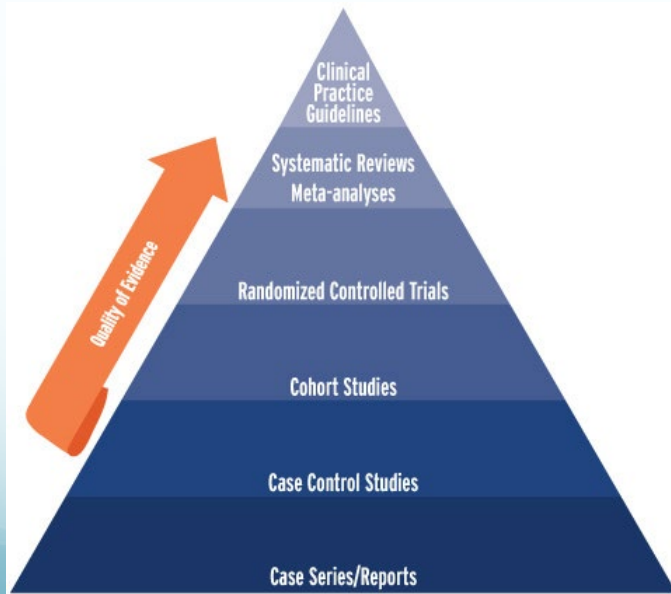 Clinical
Practice
Guidelines
Systematic Reviews
Meta-analyses
Quality of Evidence
Randomized Controlled Trials
Cohort Studies
Case Control Studies
Case Series/Reports